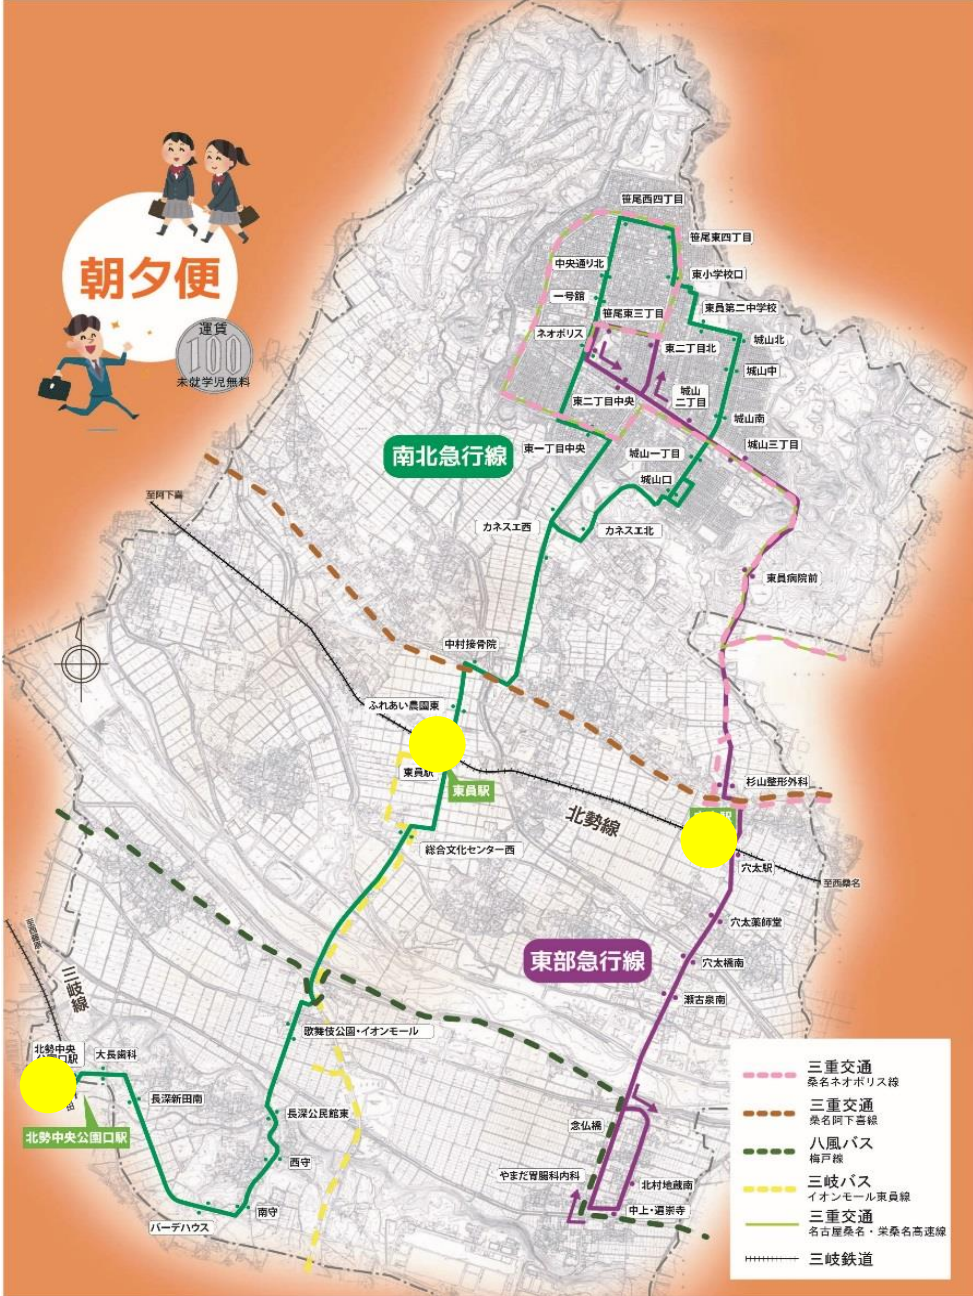 朝夕便
運賃
100
未就学児無料
笹尾西四丁目
笹尾東四丁目
中央通り北
東小学校口
一号館
東員第二中学校
笹尾東三丁目
ネオポリス
城山北
東二丁目北
城山中
城山
二丁目
東二丁目中央
城山南
東一丁目中央
城山三丁目
城山一丁目
南北急行線
城山口
至阿下喜
カネスエ西
カネスエ北
東員病院前
中村接骨院
ふれあい農園東
東員駅
東員駅
杉山整形外科
北勢線
総合文化センター西
穴太駅
至西桑名
穴太薬師堂
東部急行線
穴太橋南
瀬古泉南
至西藤原
三岐線
歌舞伎公園・イオンモール
北勢中央
公園口駅
大長歯科
長深新田南
長深公民館東
念仏橋
北勢中央公園口駅
西守
やまだ胃腸科内科
北村地蔵南
南守
中上・遍崇寺
バーデハウス
三重交通
桑名ネオポリス線
三重交通
桑名阿下喜線
八風バス
梅戸線
三岐バス
イオンモール東員線
三重交通
名古屋桑名・栄桑名高速線
三岐鉄道